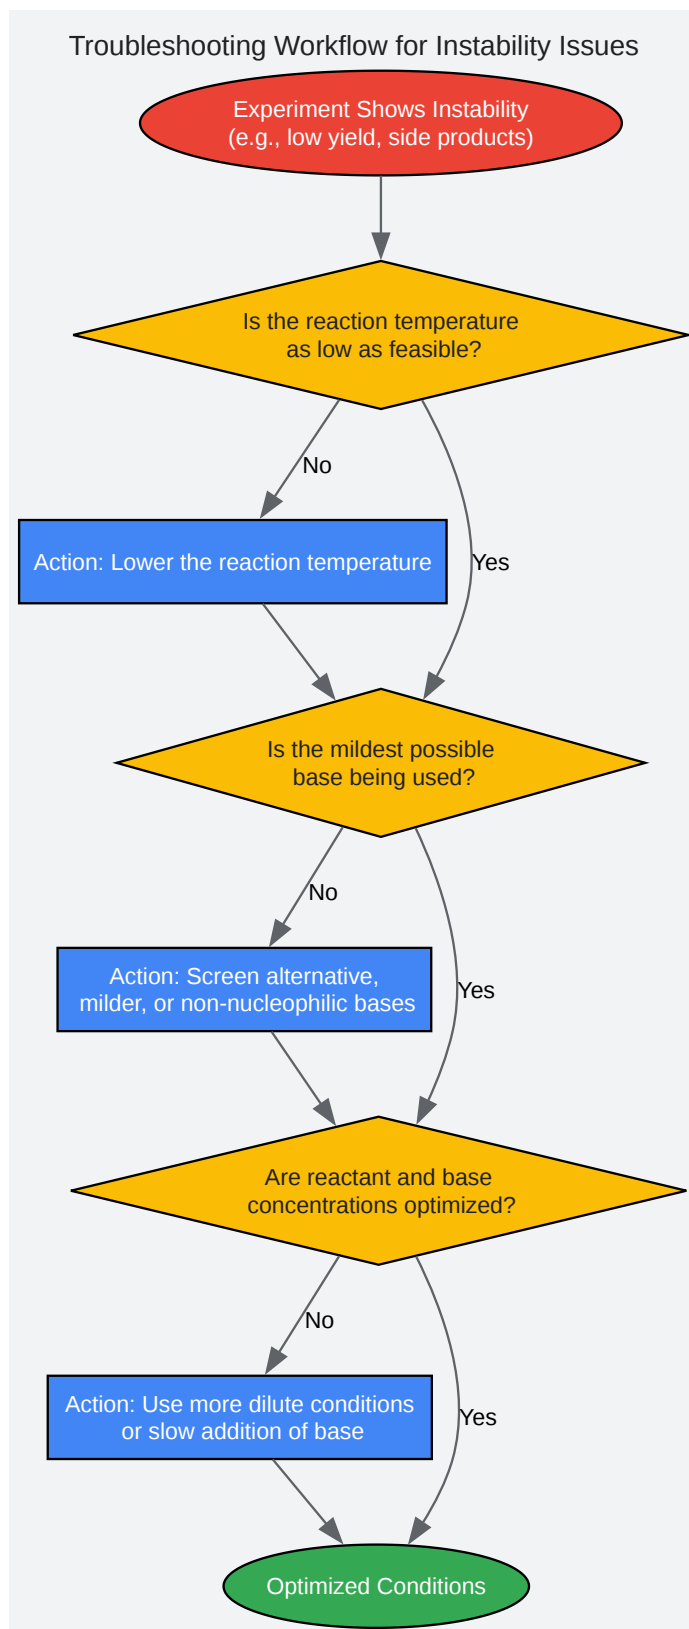 Troubleshooting Workflow for Instability Issues
Experiment Shows Instability
(e.g., low yield, side products)
Is the reaction temperature
as low as feasible?
No
Action: Lower the reaction temperature
Yes
Is the mildest possible
base being used?
No
Action: Screen alternative,
milder, or non-nucleophilic bases
Yes
Are reactant and base
concentrations optimized?
No
Action: Use more dilute conditions
or slow addition of base
Yes
Optimized Conditions